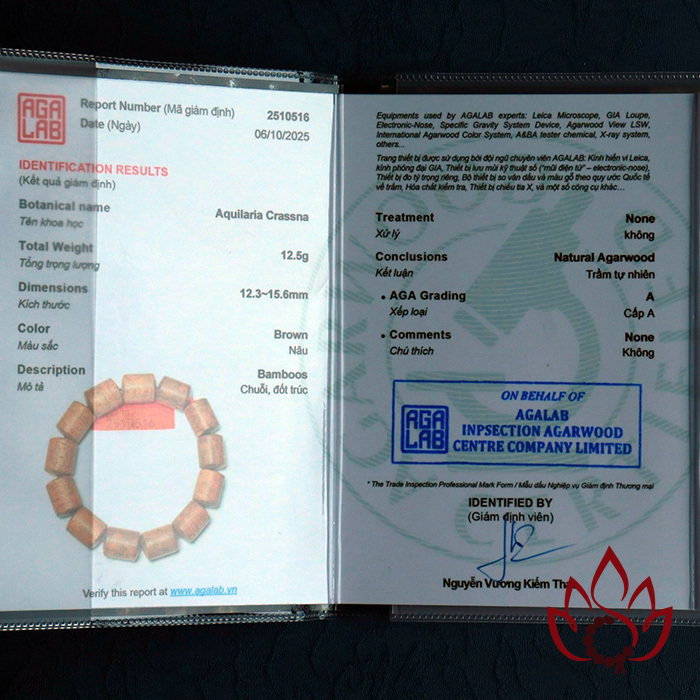 AGA
LAB
Report Number (Mã giám định) 2510516
Date (Ngày) 06/10/2025
IDENTIFICATION RESULTS
(Kết quả giám định)
Botanical name Aquilaria Crassna
Tên khoa học
Total Weight 12.5g
Tổng trọng lượng
Dimensions 12.3~15.6mm
Kích thước
Color Brown
Màu sắc Nâu
Description Bamboos
Mô tả Chuỗi, đốt trúc
2510516
Verify this report at www.agalab.vn
Equipments used by AGALAB experts: Leica Microscope, GIA Loupe,
Electronic-Nose, Specific Gravity System Device, Agarwood View LSW,
International Agarwood Color System, A&BA tester chemical, X-ray system,
others...
Trang thiết bị được sử dụng bởi đội ngũ chuyên viên AGALAB: Kính hiển vi Leica,
kính phóng đại GIA, Thiết bị lưu mùi kỹ thuật số ("mũi điện tử" – electronic-nose),
Thiết bị đo tỷ trọng riêng, Bộ thiết bị so vân dầu và màu gỗ theo quy ước Quốc tế
về trầm, Hóa chất kiểm tra, Thiết bị chiếu tia X, và một số công cụ khác…
Treatment None
Xử lý không
Conclusions Natural Agarwood
Kết luận Trầm tự nhiên
• AGA Grading A
Xếp loại Cấp A
• Comments None
Chú thích Không
ON BEHALF OF
AGA
LAB
AGALAB
INPSECTION AGARWOOD
CENTRE COMPANY LIMITED
* The Trade Inspection Professional Mark Form / Mẫu dấu Nghiệp vụ Giám định Thương mại
IDENTIFIED BY
(Giám định viên)
Nguyễn Vương Kiếm